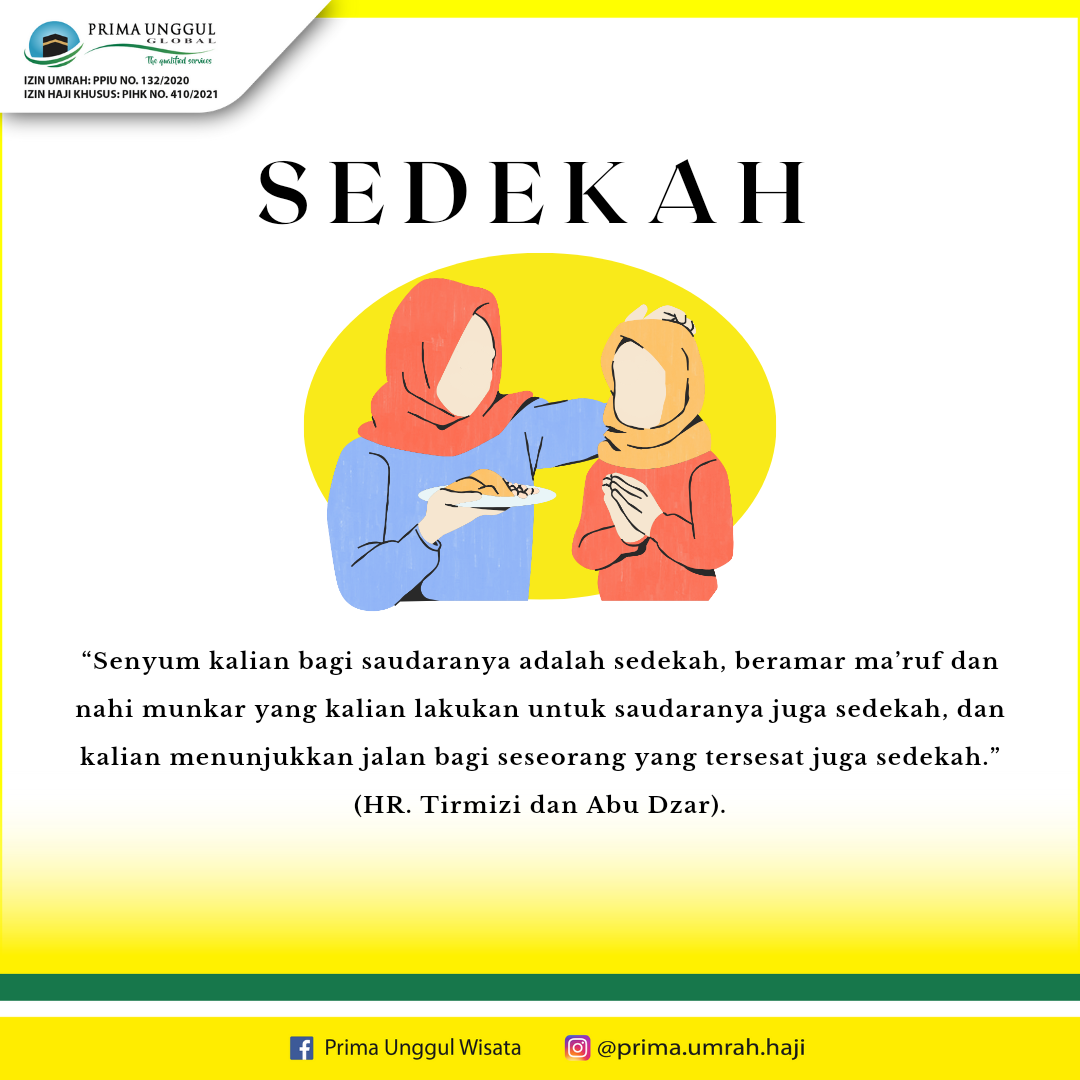 PRIMA UNGGUL
GLOBAL
The qualified services
IZIN UMRAH: PPIU NO. 132/2020
IZIN HAJI KHUSUS: PIHK NO. 410/2021
SEDEKAH
“Senyum kalian bagi saudaranya adalah sedekah, beramar ma’ruf dan
nahi munkar yang kalian lakukan untuk saudaranya juga sedekah, dan
kalian menunjukkan jalan bagi seseorang yang tersesat juga sedekah.”
(HR. Tirmizi dan Abu Dzar).
Prima Unggul Wisata
@prima.umrah.haji